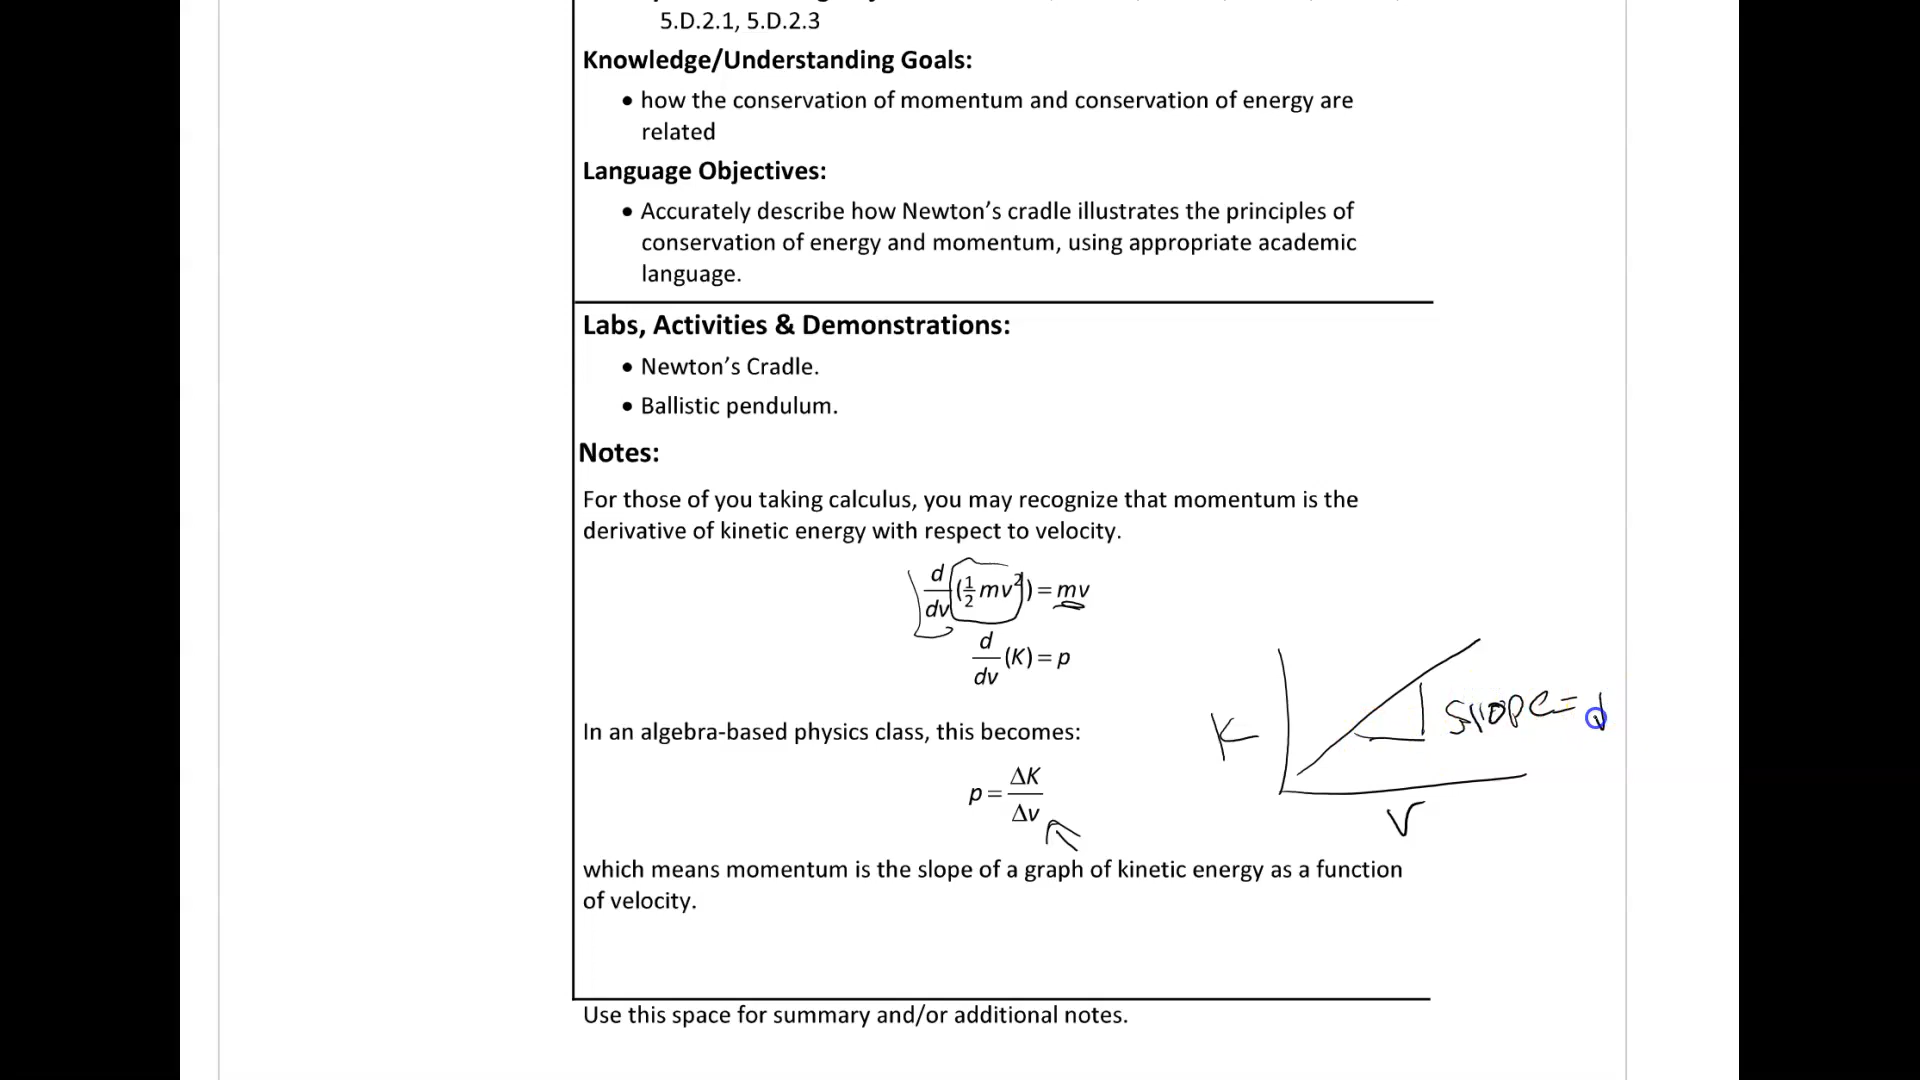 5.D.2.1, 5.D.2.3
Knowledge/Understanding Goals:
• how the conservation of momentum and conservation of energy are
related
Language Objectives:
• Accurately describe how Newton’s cradle illustrates the principles of
conservation of energy and momentum, using appropriate academic
language.
Labs, Activities & Demonstrations:
• Newton’s Cradle.
• Ballistic pendulum.
Notes:
For those of you taking calculus, you may recognize that momentum is the
derivative of kinetic energy with respect to velocity.
d/dv (½mv²) = mv
d/dv (K) = p
In an algebra-based physics class, this becomes:
p = ΔK/Δv
which means momentum is the slope of a graph of kinetic energy as a function
of velocity.
K
slope =
v
Use this space for summary and/or additional notes.